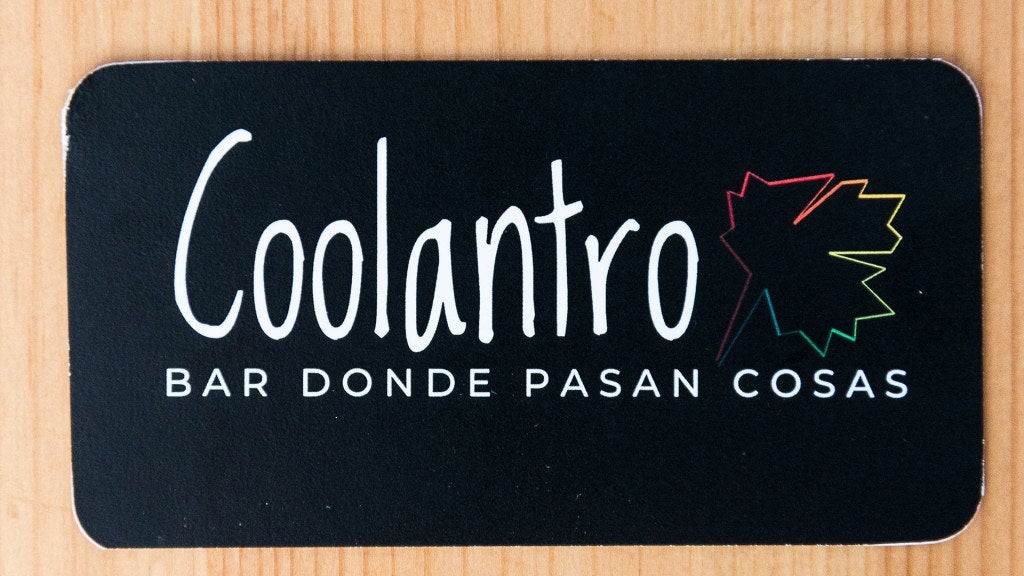 Coolantro
BAR DONDE PASAN COSAS